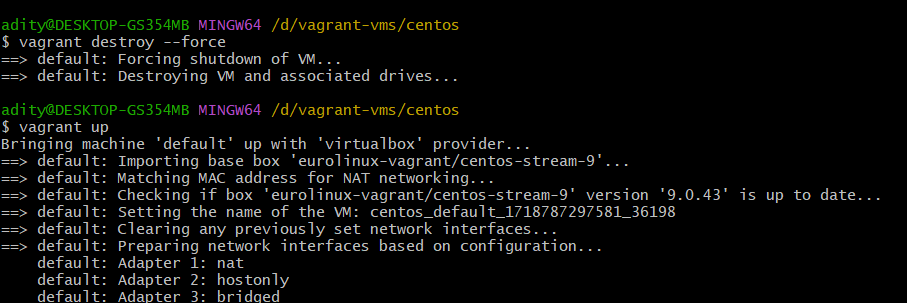 adity@DESKTOP-GS354MB MINGW64 /d/vagrant-vms/centos
$ vagrant destroy --force
==> default: Forcing shutdown of VM...
==> default: Destroying VM and associated drives...
adity@DESKTOP-GS354MB MINGW64 /d/vagrant-vms/centos
$ vagrant up
Bringing machine 'default' up with 'virtualbox' provider...
==> default: Importing base box 'eurolinux-vagrant/centos-stream-9'...
==> default: Matching MAC address for NAT networking...
==> default: Checking if box 'eurolinux-vagrant/centos-stream-9' version '9.0.43' is up to date...
==> default: Setting the name of the VM: centos_default_1718787297581_36198
==> default: Clearing any previously set network interfaces...
==> default: Preparing network interfaces based on configuration...
    default: Adapter 1: nat
    default: Adapter 2: hostonly
    default: Adapter 3: bridged